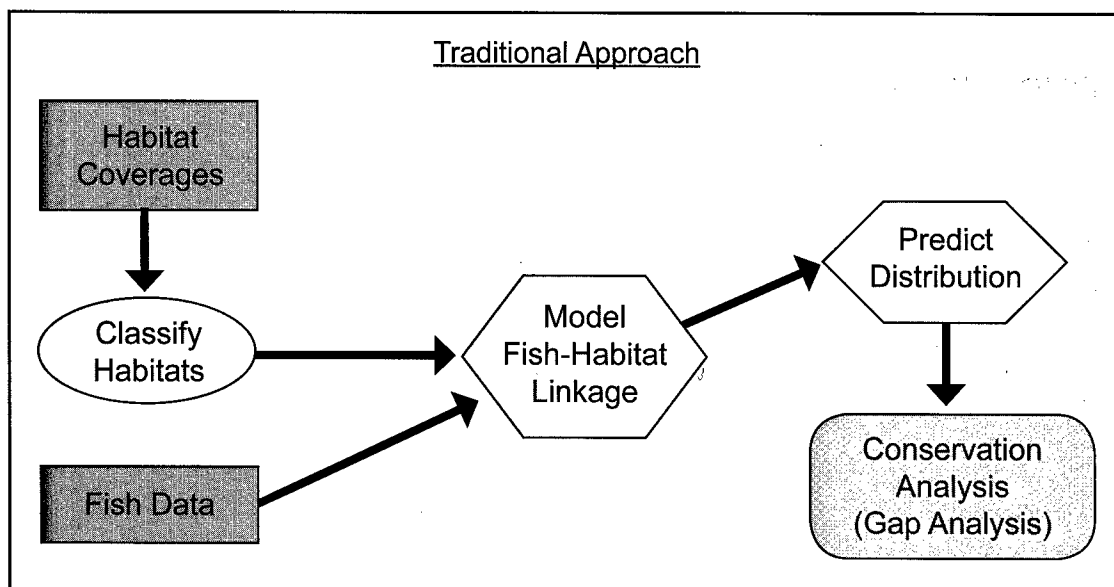 Traditional Approach
Habitat
Coverages
Classify
Habitats
Fish Data
Model
Fish-Habitat
Linkage
Predict
Distribution
Conservation
Analysis
(Gap Analysis)